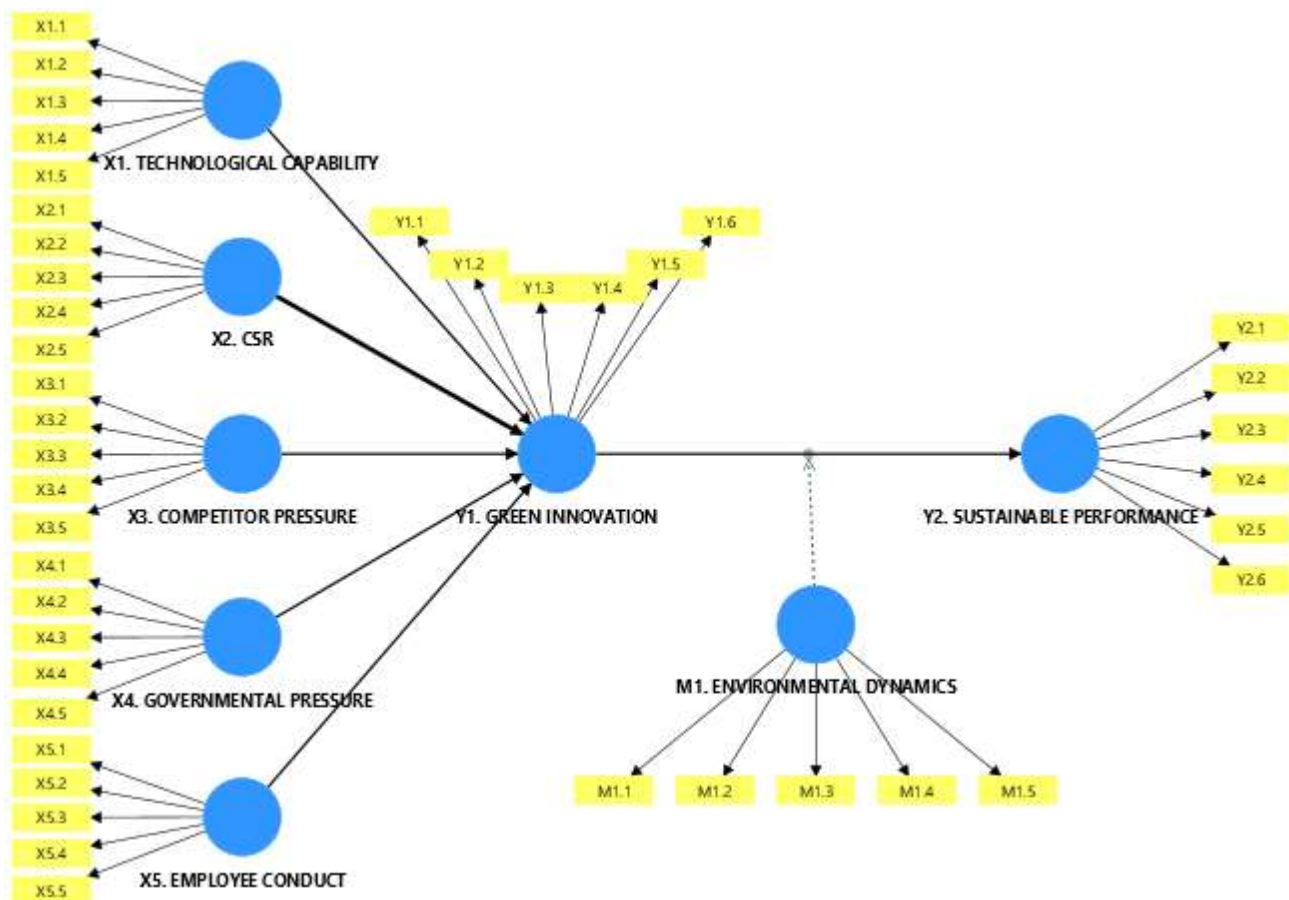 X1.1
X1.2
X1.3
X1.4
X1.5
X1. TECHNOLOGICAL CAPABILITY
X2.1
X2.2
X2.3
X2.4
X2.5
X2. CSR
X3.1
X3.2
X3.3
X3.4
X3.5
X3. COMPETITOR PRESSURE
X4.1
X4.2
X4.3
X4.4
X4.5
X4. GOVERNMENTAL PRESSURE
X5.1
X5.2
X5.3
X5.4
X5.5
X5. EMPLOYEE CONDUCT
Y1.1
Y1.2
Y1.3
Y1.4
Y1.5
Y1.6
Y1. GREEN INNOVATION
M1. ENVIRONMENTAL DYNAMICS
M1.1
M1.2
M1.3
M1.4
M1.5
Y2. SUSTAINABLE PERFORMANCE
Y2.1
Y2.2
Y2.3
Y2.4
Y2.5
Y2.6